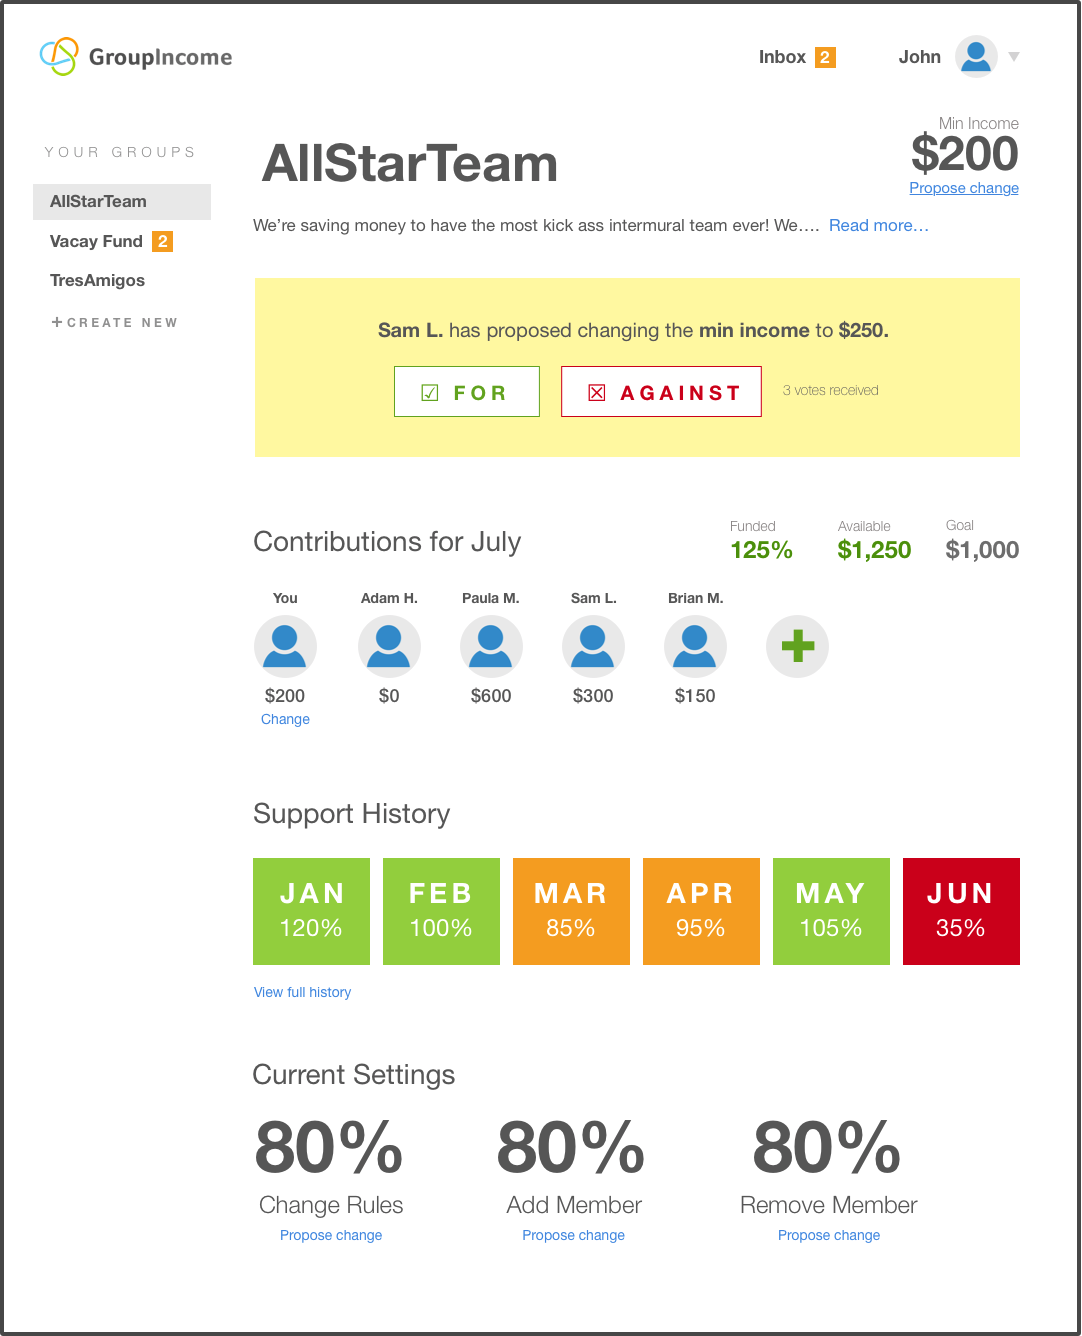 GroupIncome
Inbox 2
John
YOUR GROUPS
AllStarTeam
Vacay Fund 2
TresAmigos
+CREATE NEW
AllStarTeam
Min Income
$200
Propose change
We’re saving money to have the most kick ass intermural team ever! We…. Read more…
Sam L. has proposed changing the min income to $250.
☑ FOR
☒ AGAINST
3 votes received
Contributions for July
Funded
125%
Available
$1,250
Goal
$1,000
You
$200
Change
Adam H.
$0
Paula M.
$600
Sam L.
$300
Brian M.
$150
Support History
JAN
120%
FEB
100%
MAR
85%
APR
95%
MAY
105%
JUN
35%
View full history
Current Settings
80%
Change Rules
Propose change
80%
Add Member
Propose change
80%
Remove Member
Propose change